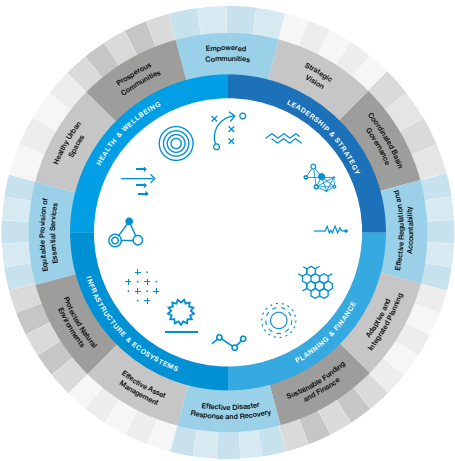 Empowered
Communities
Strategic
Vision
Coordinated Basin
Governance
Effective Regulation and
Accountability
Adaptive and
Integrated Planning
Sustainable Funding
and Finance
Effective Disaster
Response and Recovery
Effective Asset
Management
Protected Natural
Environments
Equitable Provision of
Essential Services
Healthy Urban
Spaces
Prosperous
Communities
LEADERSHIP & STRATEGY
PLANNING & FINANCE
INFRASTRUCTURE & ECOSYSTEMS
HEALTH & WELLBEING